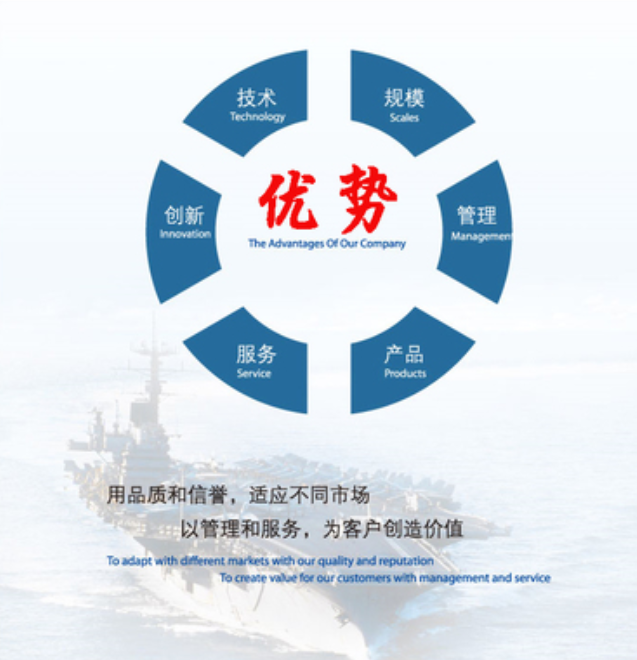 技术
Technology
规模
Scales
创新
Innovation
优势
The Advantages Of Our Company
管理
Management
服务
Service
产品
Products
用品质和信誉，适应不同市场
以管理和服务，为客户创造价值
To adapt with different markets with our quality and reputation
To create value for our customers with management and service